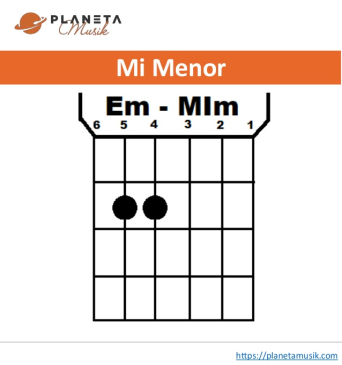 PLANETA
Musik
Mi Menor
Em - MIm
6 5 4 3 2 1
https://planetamusik.com